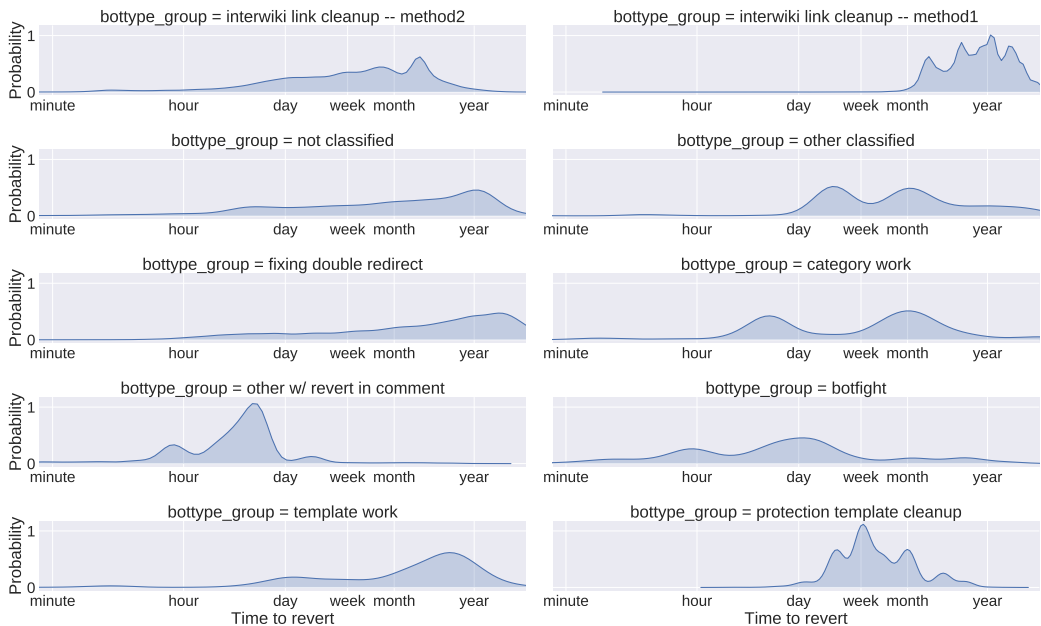 bottype_group = interwiki link cleanup -- method2
bottype_group = interwiki link cleanup -- method1
Probability
1
0
minute hour day week month year
minute hour day week month year
bottype_group = not classified
bottype_group = other classified
Probability
1
0
minute hour day week month year
minute hour day week month year
bottype_group = fixing double redirect
bottype_group = category work
Probability
1
0
minute hour day week month year
minute hour day week month year
bottype_group = other w/ revert in comment
bottype_group = botfight
Probability
1
0
minute hour day week month year
minute hour day week month year
bottype_group = template work
bottype_group = protection template cleanup
Probability
1
0
minute hour day week month year
minute hour day week month year
Time to revert
Time to revert